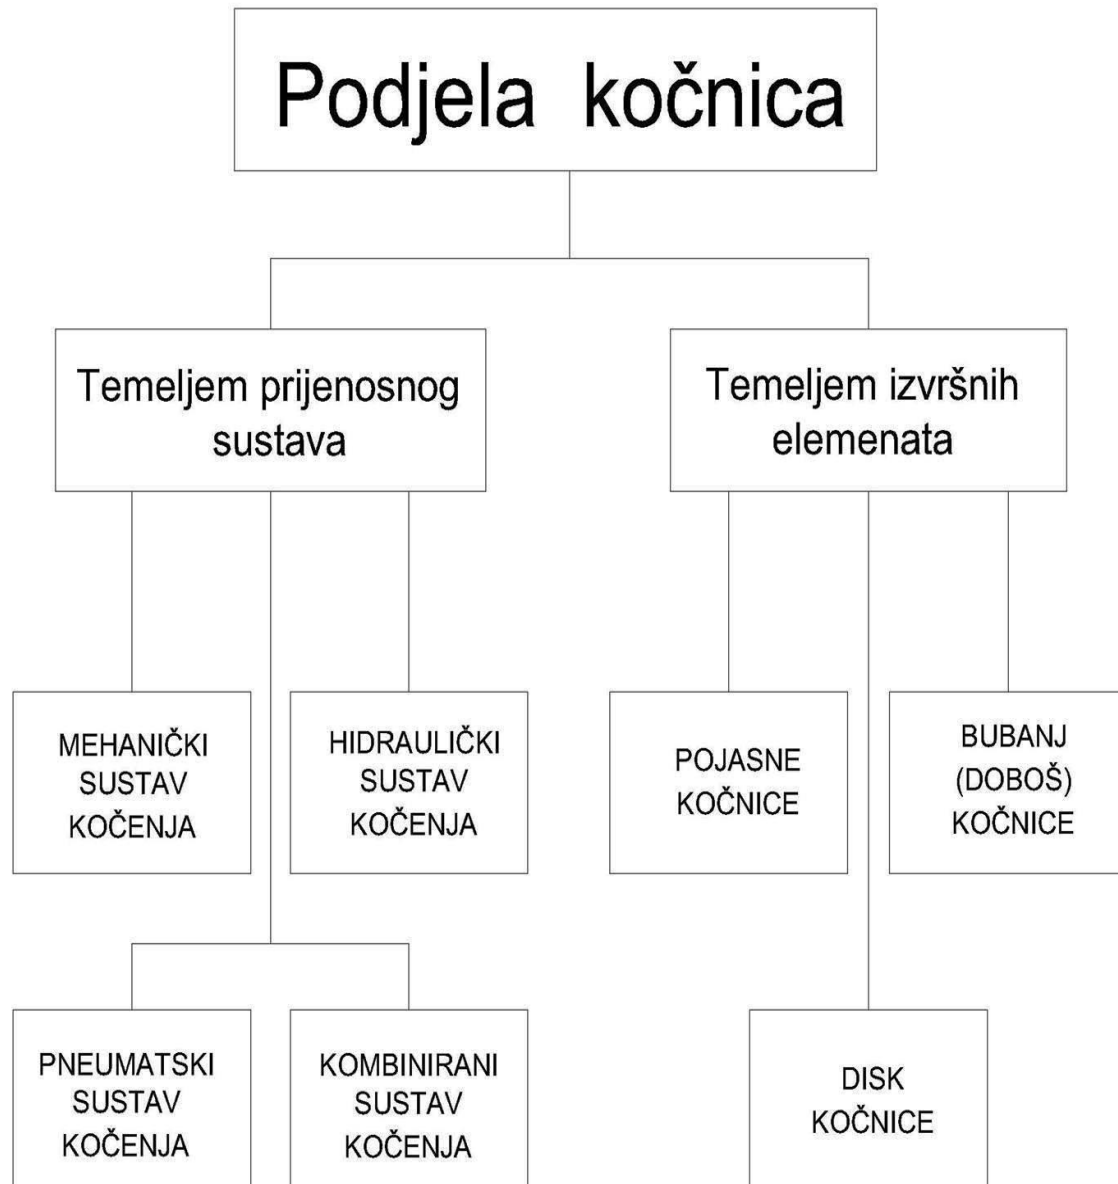 Podjela kočnica
Temeljem prijenosnog
sustava
Temeljem izvršnih
elemenata
MEHANIČKI
SUSTAV
KOČENJA
HIDRAULIČKI
SUSTAV
KOČENJA
POJASNE
KOČNICE
BUBANJ
(DOBOŠ)
KOČNICE
PNEUMATSKI
SUSTAV
KOČENJA
KOMBINIRANI
SUSTAV
KOČENJA
DISK
KOČNICE